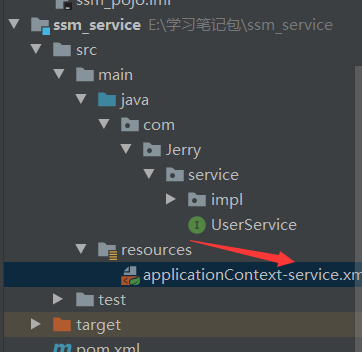 ssm_pojo.iml
ssm_service E:\学习笔记包\ssm_service
src
main
java
com
Jerry
service
impl
UserService
resources
applicationContext-service.xm
test
target
pom.xml